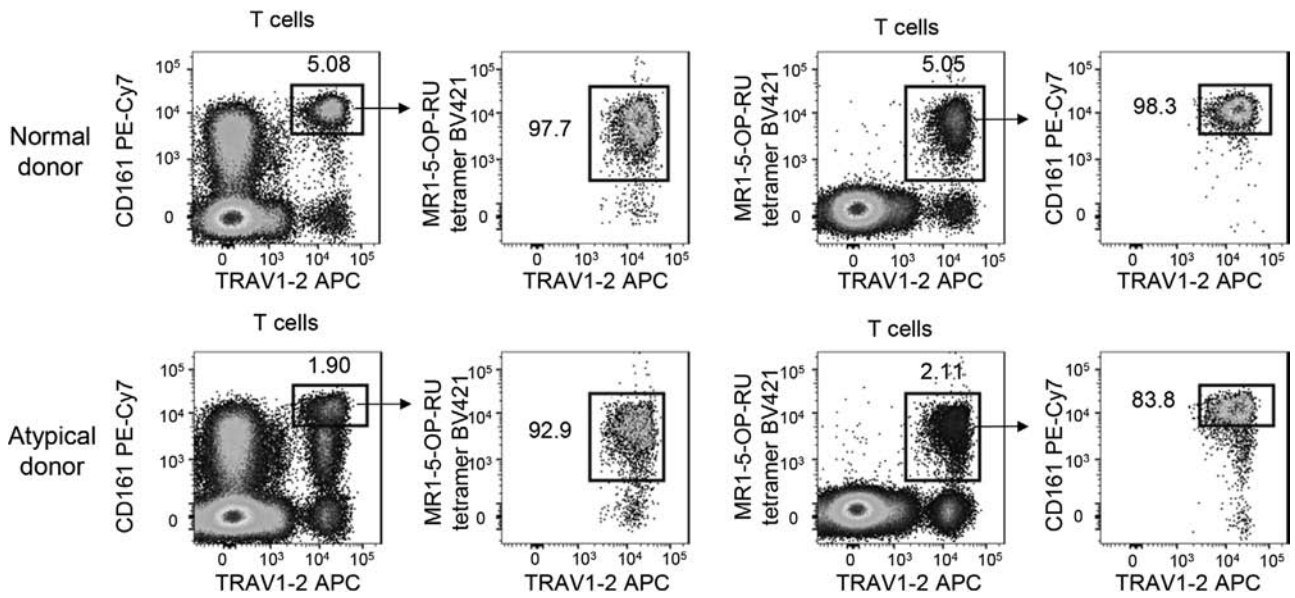 T cells
T cells
Normal
donor
CD161 PE-Cy7
10⁵
10⁴
10³
0
5.08
0 10³ 10⁴ 10⁵
TRAV1-2 APC
MR1-5-OP-RU
tetramer BV421
10⁵
10⁴
10³
0
97.7
0 10³ 10⁴ 10⁵
TRAV1-2 APC
MR1-5-OP-RU
tetramer BV421
10⁵
10⁴
10³
0
5.05
0 10³ 10⁴ 10⁵
TRAV1-2 APC
CD161 PE-Cy7
10⁵
10⁴
10³
0
98.3
0 10³ 10⁴ 10⁵
TRAV1-2 APC
T cells
T cells
Atypical
donor
CD161 PE-Cy7
10⁵
10⁴
10³
0
1.90
0 10³ 10⁴ 10⁵
TRAV1-2 APC
MR1-5-OP-RU
tetramer BV421
10⁵
10⁴
10³
0
92.9
0 10³ 10⁴ 10⁵
TRAV1-2 APC
MR1-5-OP-RU
tetramer BV421
10⁵
10⁴
10³
0
2.11
0 10³ 10⁴ 10⁵
TRAV1-2 APC
CD161 PE-Cy7
10⁵
10⁴
10³
0
83.8
0 10³ 10⁴ 10⁵
TRAV1-2 APC